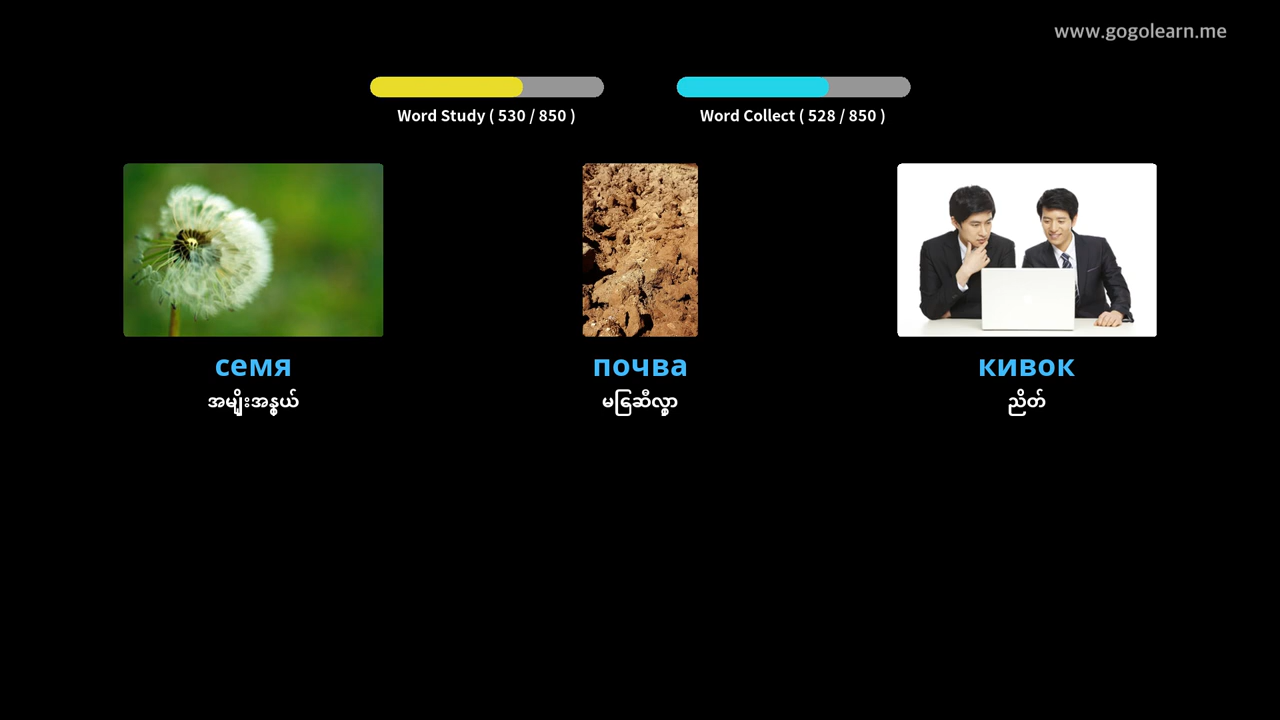 www.gogolearn.me
Word Study ( 530 / 850 )
Word Collect ( 528 / 850 )
семя
почва
кивок
အမျိုးအနွယ်
မြေဆီလွှာ
ညိတ်